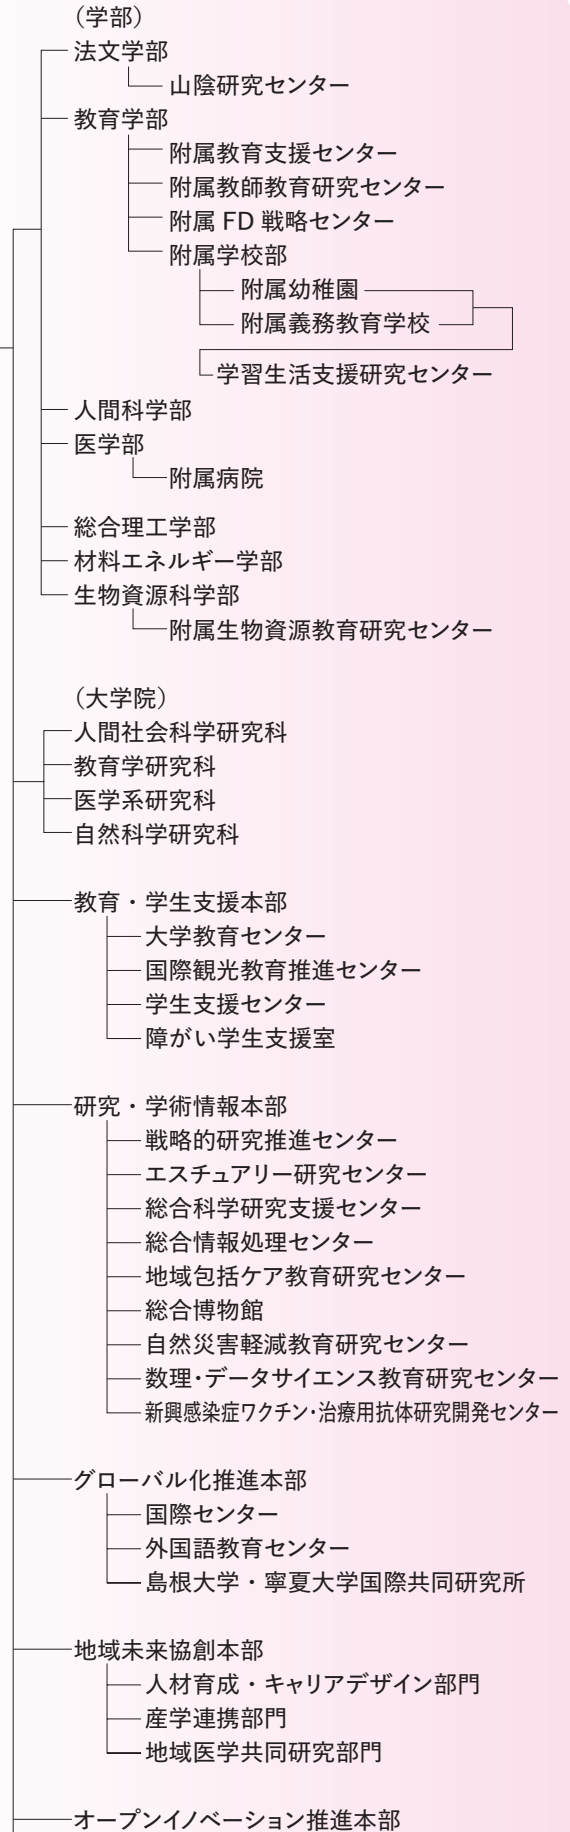 （学部）
法文学部
山陰研究センター
教育学部
附属教育支援センター
附属教師教育研究センター
附属 FD 戦略センター
附属学校部
附属幼稚園
附属義務教育学校
学習生活支援研究センター
人間科学部
医学部
附属病院
総合理工学部
材料エネルギー学部
生物資源科学部
附属生物資源教育研究センター
（大学院）
人間社会科学研究科
教育学研究科
医学系研究科
自然科学研究科
教育・学生支援本部
大学教育センター
国際観光教育推進センター
学生支援センター
障がい学生支援室
研究・学術情報本部
戦略的研究推進センター
エスチュアリー研究センター
総合科学研究支援センター
総合情報処理センター
地域包括ケア教育研究センター
総合博物館
自然災害軽減教育研究センター
数理・データサイエンス教育研究センター
新興感染症ワクチン・治療用抗体研究開発センター
グローバル化推進本部
国際センター
外国語教育センター
島根大学・寧夏大学国際共同研究所
地域未来協創本部
人材育成・キャリアデザイン部門
産学連携部門
地域医学共同研究部門
オープンイノベーション推進本部